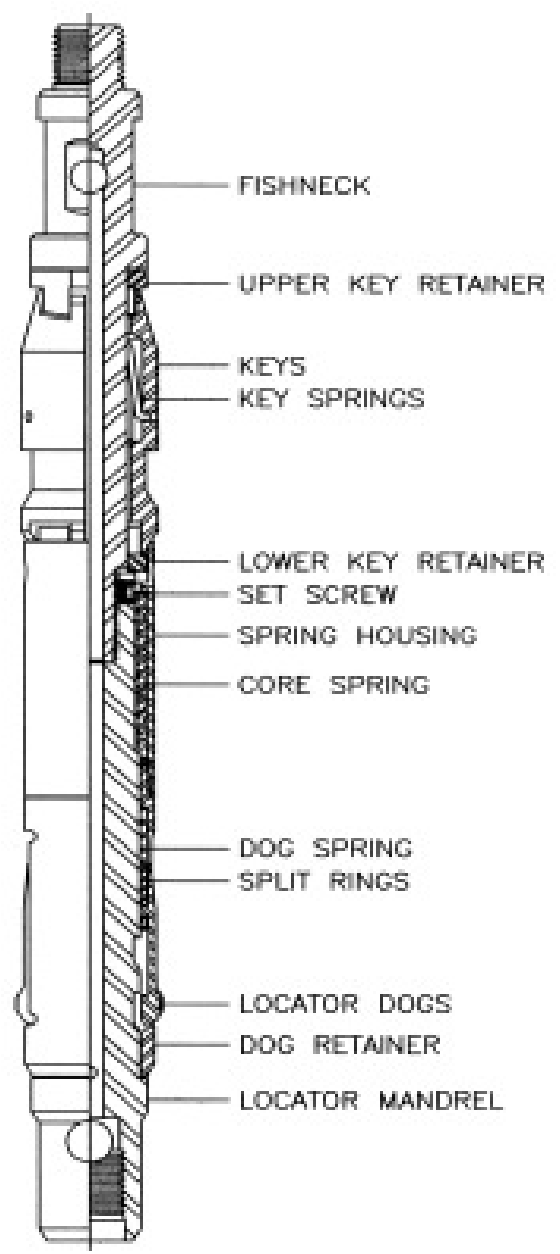 FISHNECK
UPPER KEY RETAINER
KEYS
KEY SPRINGS
LOWER KEY RETAINER
SET SCREW
SPRING HOUSING
CORE SPRING
DOG SPRING
SPLIT RINGS
LOCATOR DOGS
DOG RETAINER
LOCATOR MANDREL